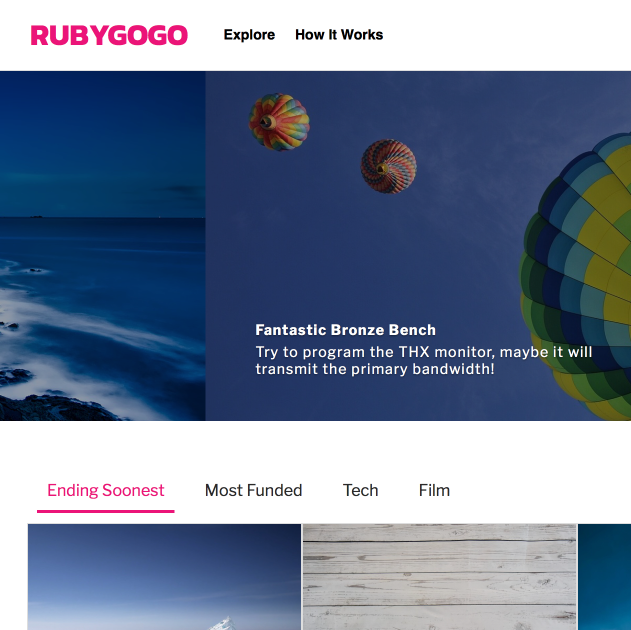 RUBYGOGO
Explore
How It Works
Fantastic Bronze Bench
Try to program the THX monitor, maybe it will
transmit the primary bandwidth!
Ending Soonest
Most Funded
Tech
Film